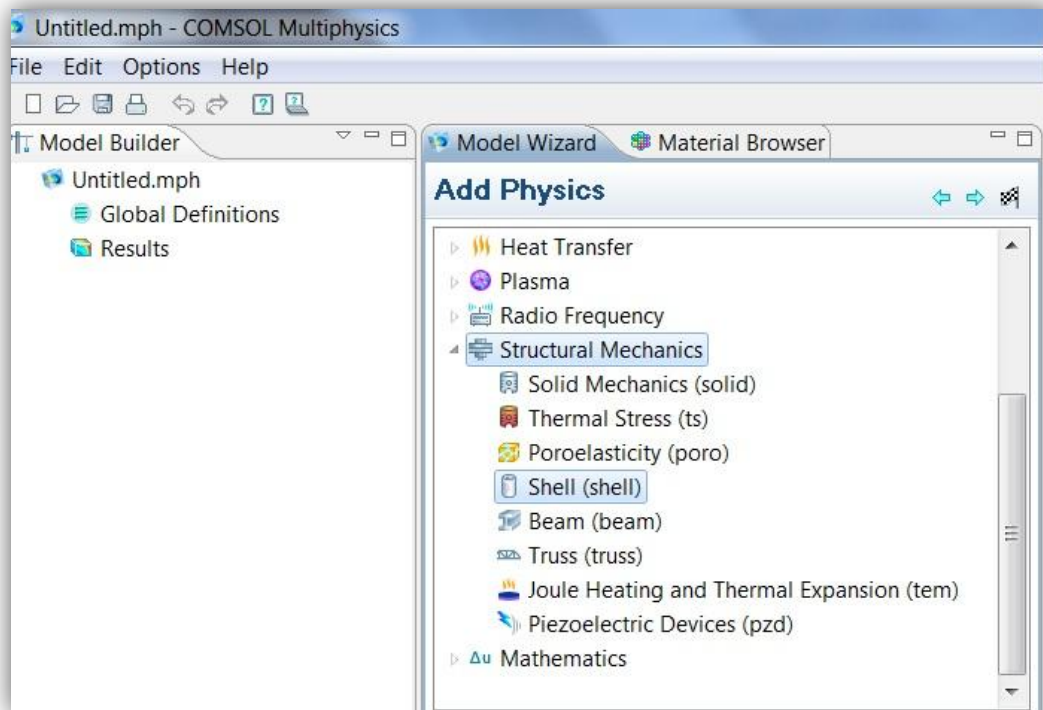 Untitled.mph - COMSOL Multiphysics
File Edit Options Help
Model Builder
Untitled.mph
Global Definitions
Results
Model Wizard Material Browser
Add Physics
Heat Transfer
Plasma
Radio Frequency
Structural Mechanics
Solid Mechanics (solid)
Thermal Stress (ts)
Poroelasticity (poro)
Shell (shell)
Beam (beam)
Truss (truss)
Joule Heating and Thermal Expansion (tem)
Piezoelectric Devices (pzd)
Δu Mathematics